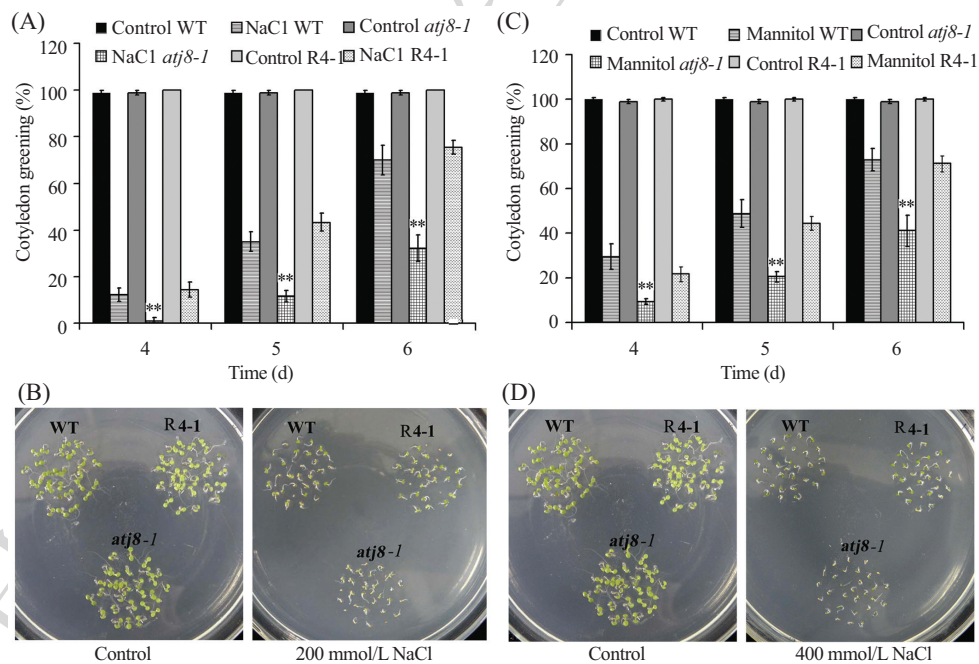 (A)
Control WT NaC1 WT Control atj8-1
NaC1 atj8-1 Control R4-1 NaC1 R4-1
120
100
80
60
40
20
0
Cotyledon greening (%)
** ** **
4 5 6
Time (d)
(C)
Control WT Mannitol WT Control atj8-1
Mannitol atj8-1 Control R4-1 Mannitol R4-1
120
100
80
60
40
20
0
Cotyledon greening (%)
** ** **
4 5 6
Time (d)
(B)
WT R4-1
atj8-1
Control
WT R4-1
atj8-1
200 mmol/L NaCl
(D)
WT R4-1
atj8-1
Control
WT R4-1
atj8-1
400 mmol/L NaCl